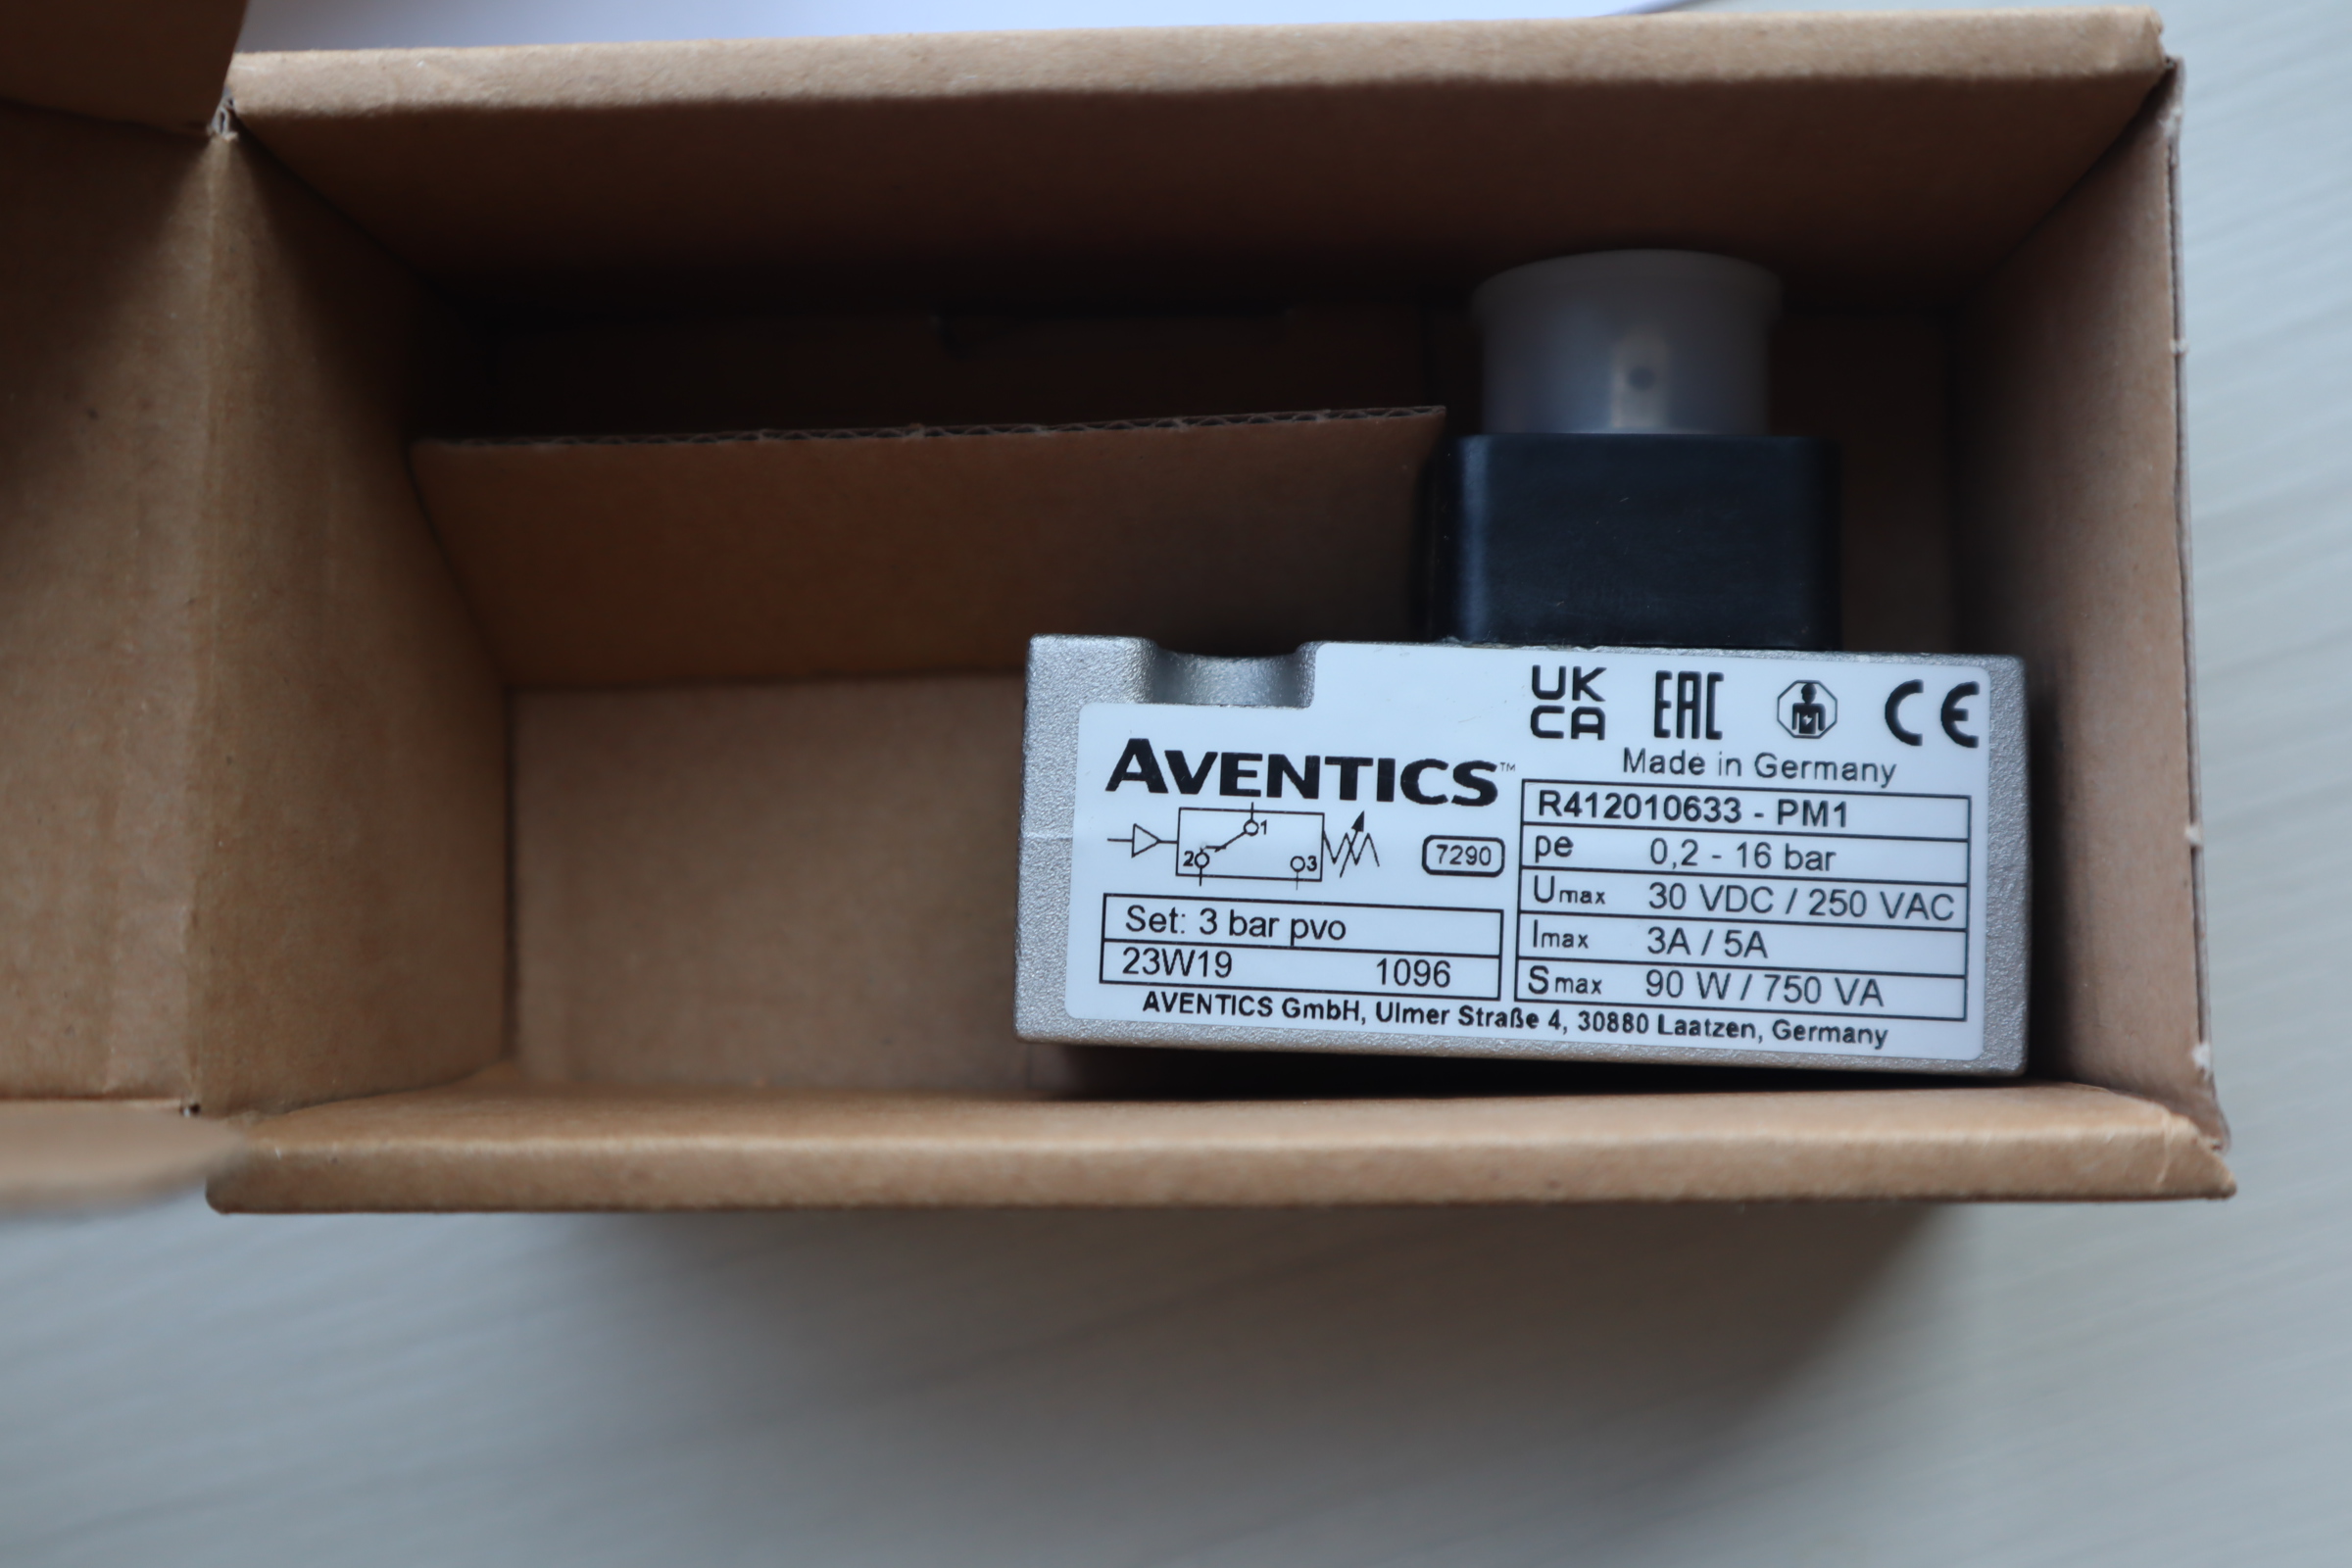 UK
CA
EAC
CE
Made in Germany
AVENTICS™
1
2
3
7290
Set: 3 bar pvo
23W19 1096
R412010633 - PM1
pe 0,2 - 16 bar
Umax 30 VDC / 250 VAC
Imax 3A / 5A
Smax 90 W / 750 VA
AVENTICS GmbH, Ulmer Straße 4, 30880 Laatzen, Germany